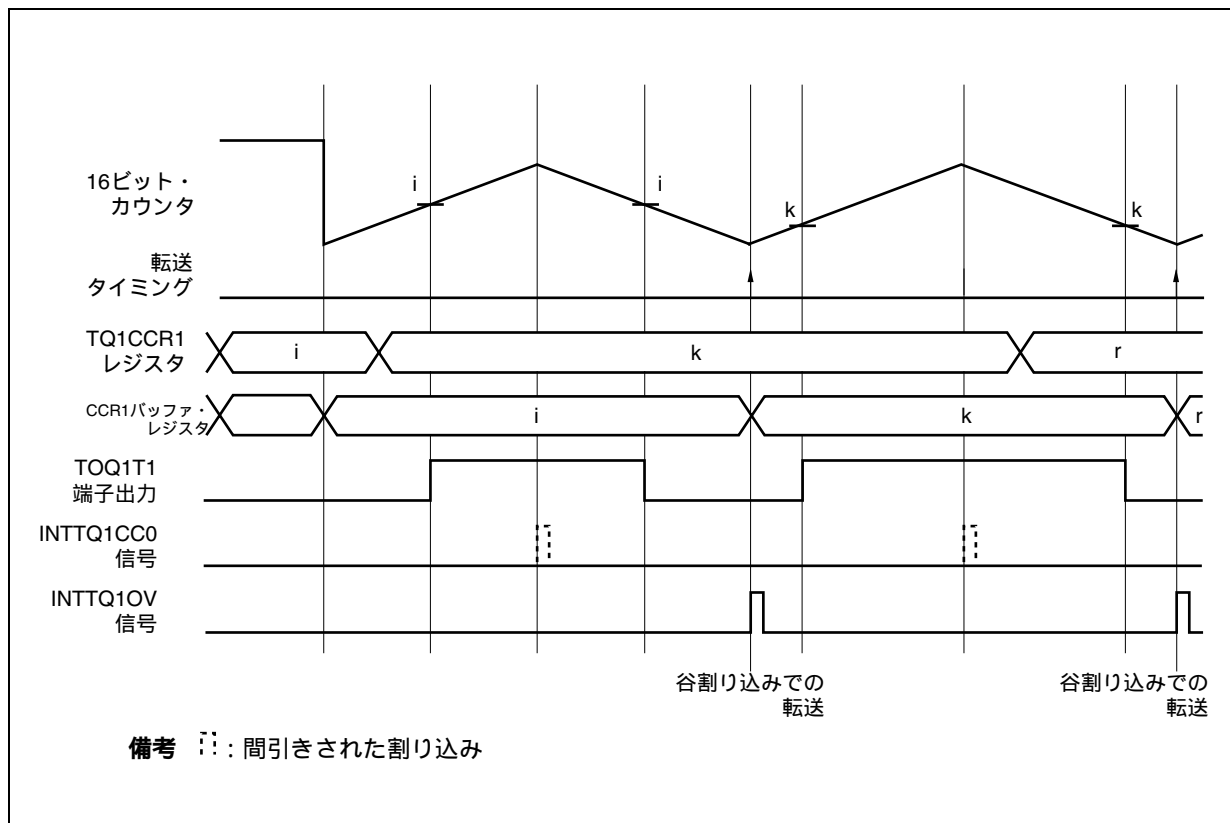 16ビット・
カウンタ
i
i
k
k
転送
タイミング
TQ1CCR1
レジスタ
i
k
r
CCR1バッファ・
レジスタ
i
k
r
TOQ1T1
端子出力
INTTQ1CC0
信号
INTTQ1OV
信号
谷割り込みでの
転送
谷割り込みでの
転送
備考 : 間引きされた割り込み